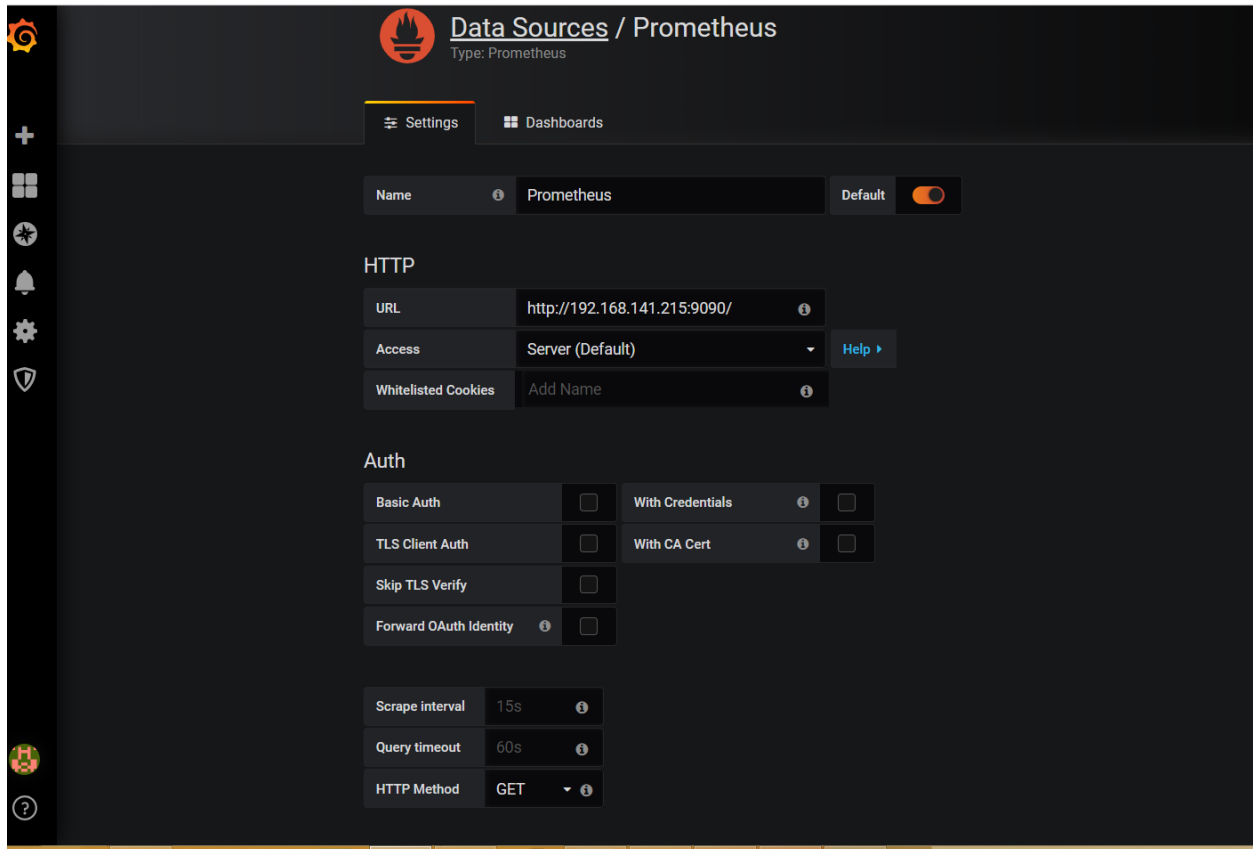 Data Sources / Prometheus
Type: Prometheus
Settings Dashboards
Name Prometheus Default
HTTP
URL http://192.168.141.215:9090/
Access Server (Default) Help
Whitelisted Cookies Add Name
Auth
Basic Auth With Credentials
TLS Client Auth With CA Cert
Skip TLS Verify
Forward OAuth Identity
Scrape interval 15s
Query timeout 60s
HTTP Method GET